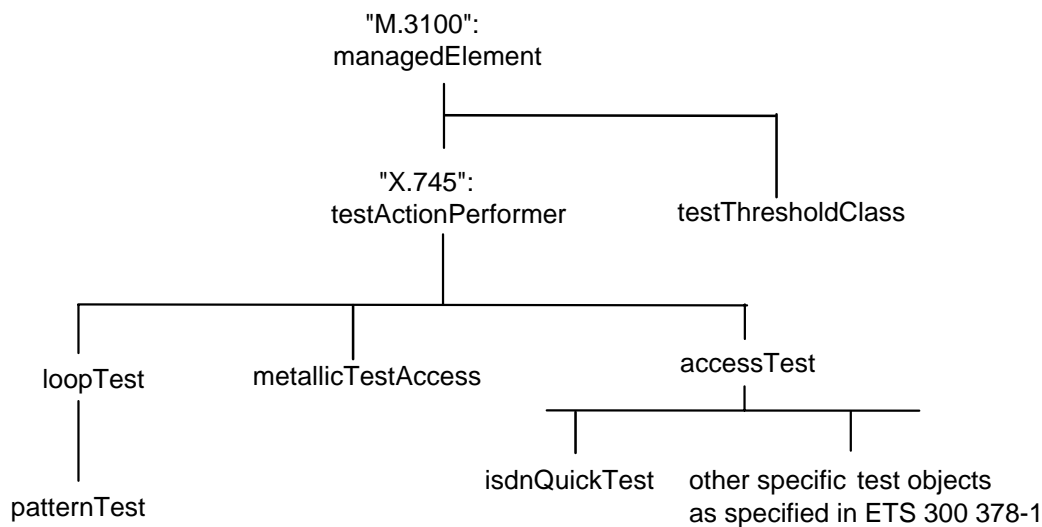 "M.3100":
managedElement
"X.745":
testActionPerformer
testThresholdClass
loopTest
metallicTestAccess
accessTest
patternTest
isdnQuickTest
other specific test objects
as specified in ETS 300 378-1